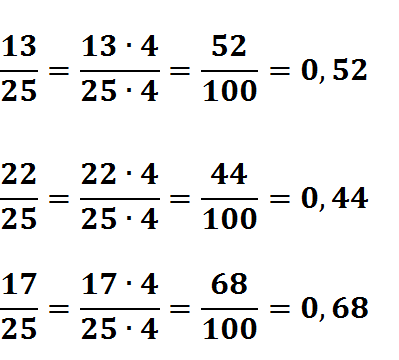 13/25 = 13 · 4/25 · 4 = 52/100 = 0,52
22/25 = 22 · 4/25 · 4 = 44/100 = 0,44
17/25 = 17 · 4/25 · 4 = 68/100 = 0,68